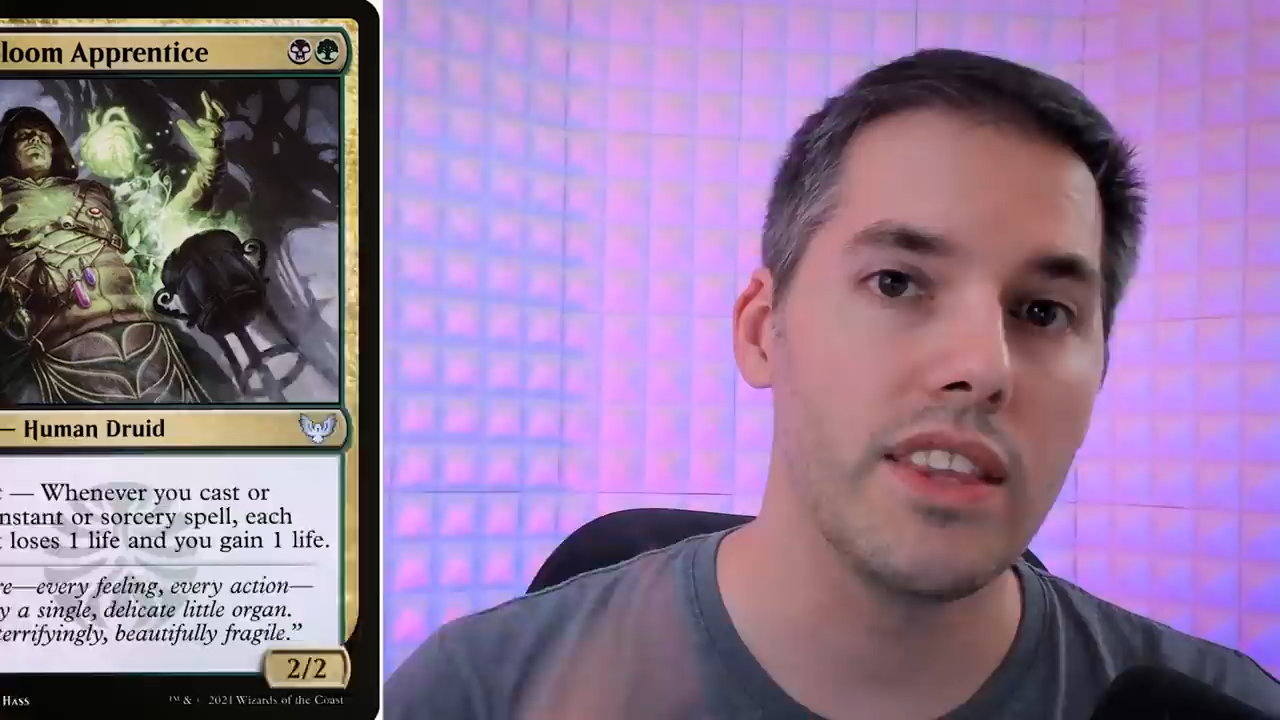 loom Apprentice
— Human Druid
— Whenever you cast or
nstant or sorcery spell, each
loses 1 life and you gain 1 life.
re—every feeling, every action—
y a single, delicate little organ.
terrifyingly, beautifully fragile.”
2/2
HASS
™ & © 2021 Wizards of the Coast